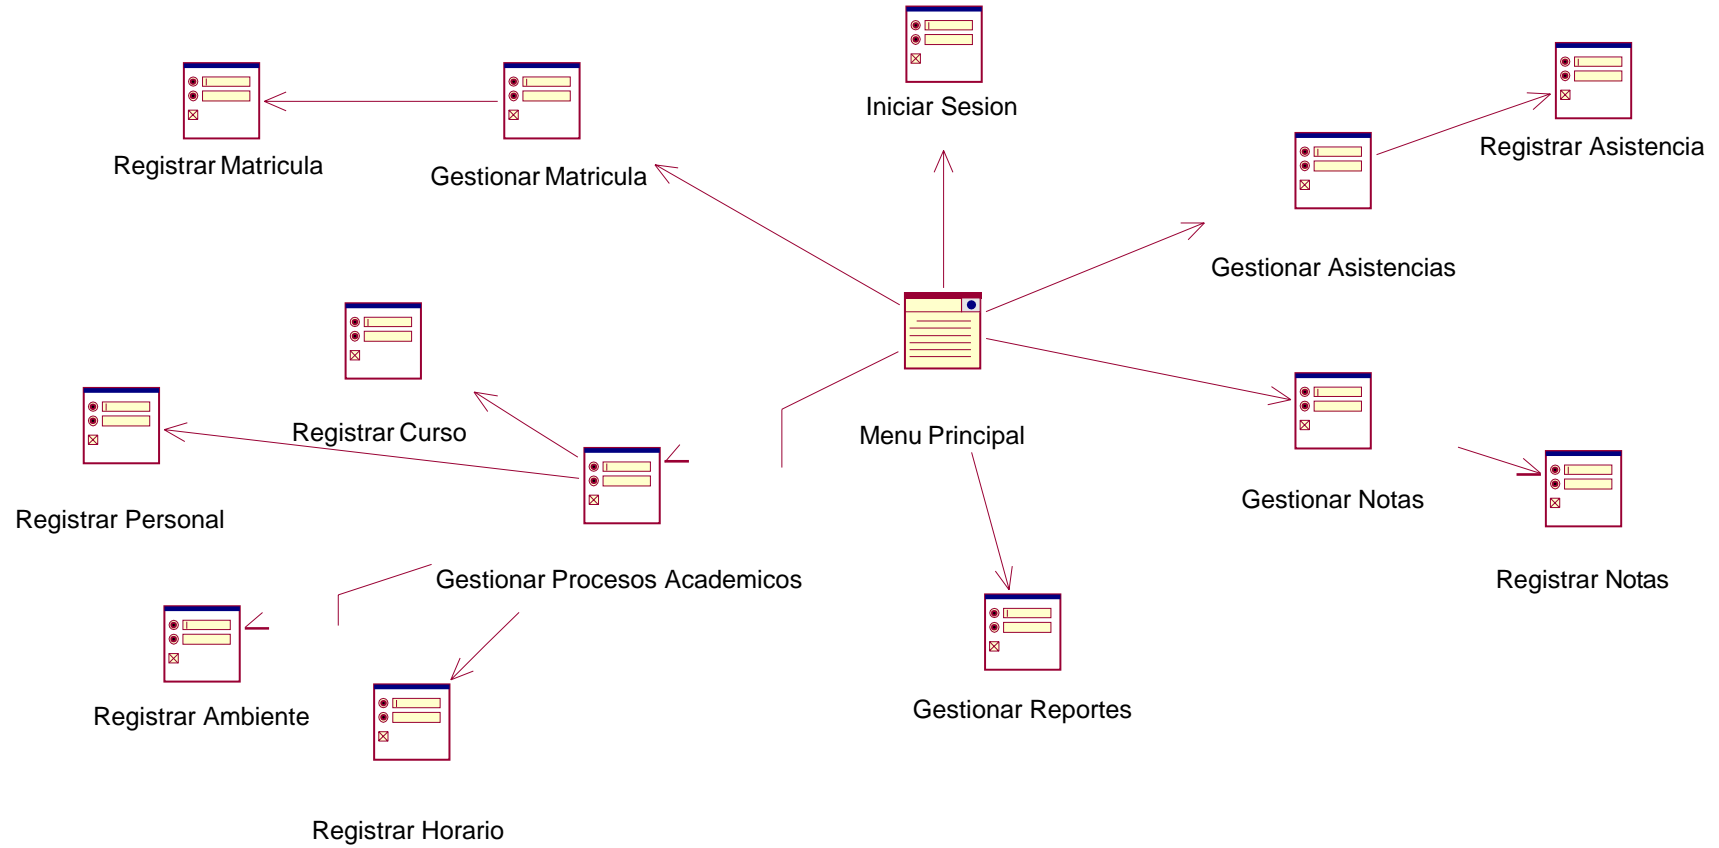 Iniciar Sesion
Registrar Matricula
Gestionar Matricula
Registrar Asistencia
Gestionar Asistencias
Registrar Curso
Menu Principal
Registrar Personal
Gestionar Notas
Gestionar Procesos Academicos
Registrar Notas
Registrar Ambiente
Gestionar Reportes
Registrar Horario